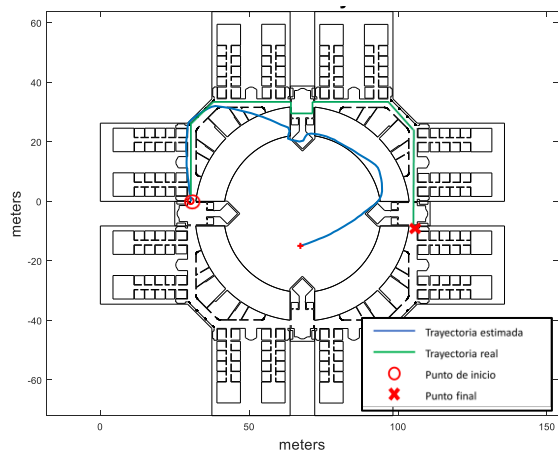 60
40
20
0
-20
-40
-60
meters
0
50
100
150
meters
Trayectoria estimada
Trayectoria real
Punto de inicio
Punto final